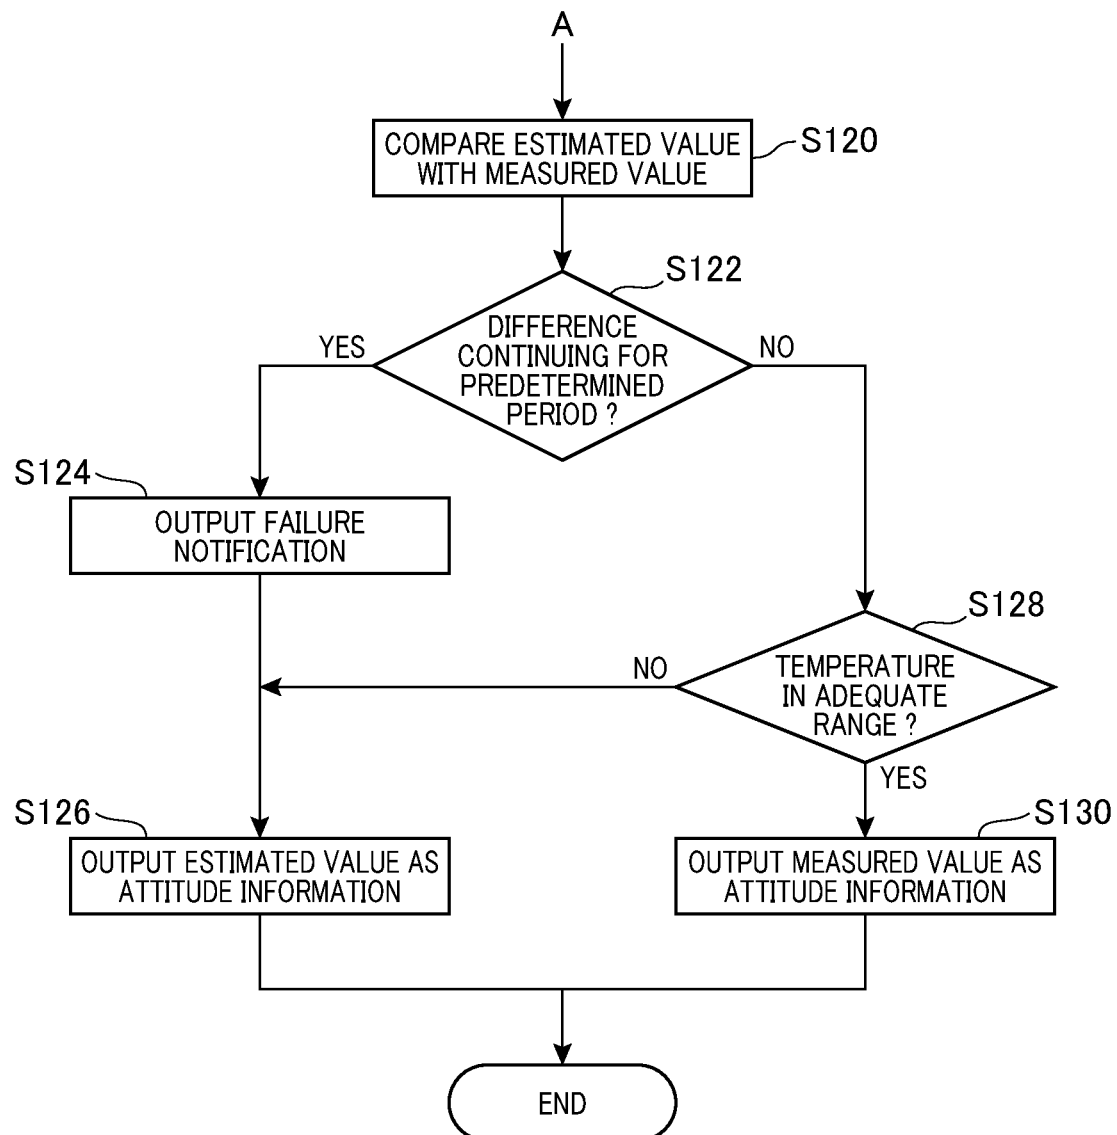 A
COMPARE ESTIMATED VALUE
WITH MEASURED VALUE
S120
S122
DIFFERENCE
CONTINUING FOR
PREDETERMINED
PERIOD ?
YES
NO
S124
OUTPUT FAILURE
NOTIFICATION
S128
TEMPERATURE
IN ADEQUATE
RANGE ?
NO
YES
S126
OUTPUT ESTIMATED VALUE AS
ATTITUDE INFORMATION
S130
OUTPUT MEASURED VALUE AS
ATTITUDE INFORMATION
END